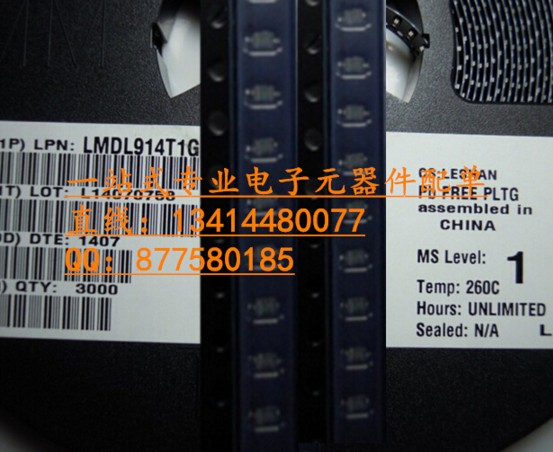 1P) LPN: LMDL914T1G
1T) LOT: L14070758
D) DTE: 1407
) QTY: 3000
一站式专业电子元器件配单
直线：13414480077
QQ：877580185
CS:LESHAN
PB FREE PLTG
assembled in
CHINA
MS Level: 1
Temp: 260C
Hours: UNLIMITED
Sealed: N/A
L